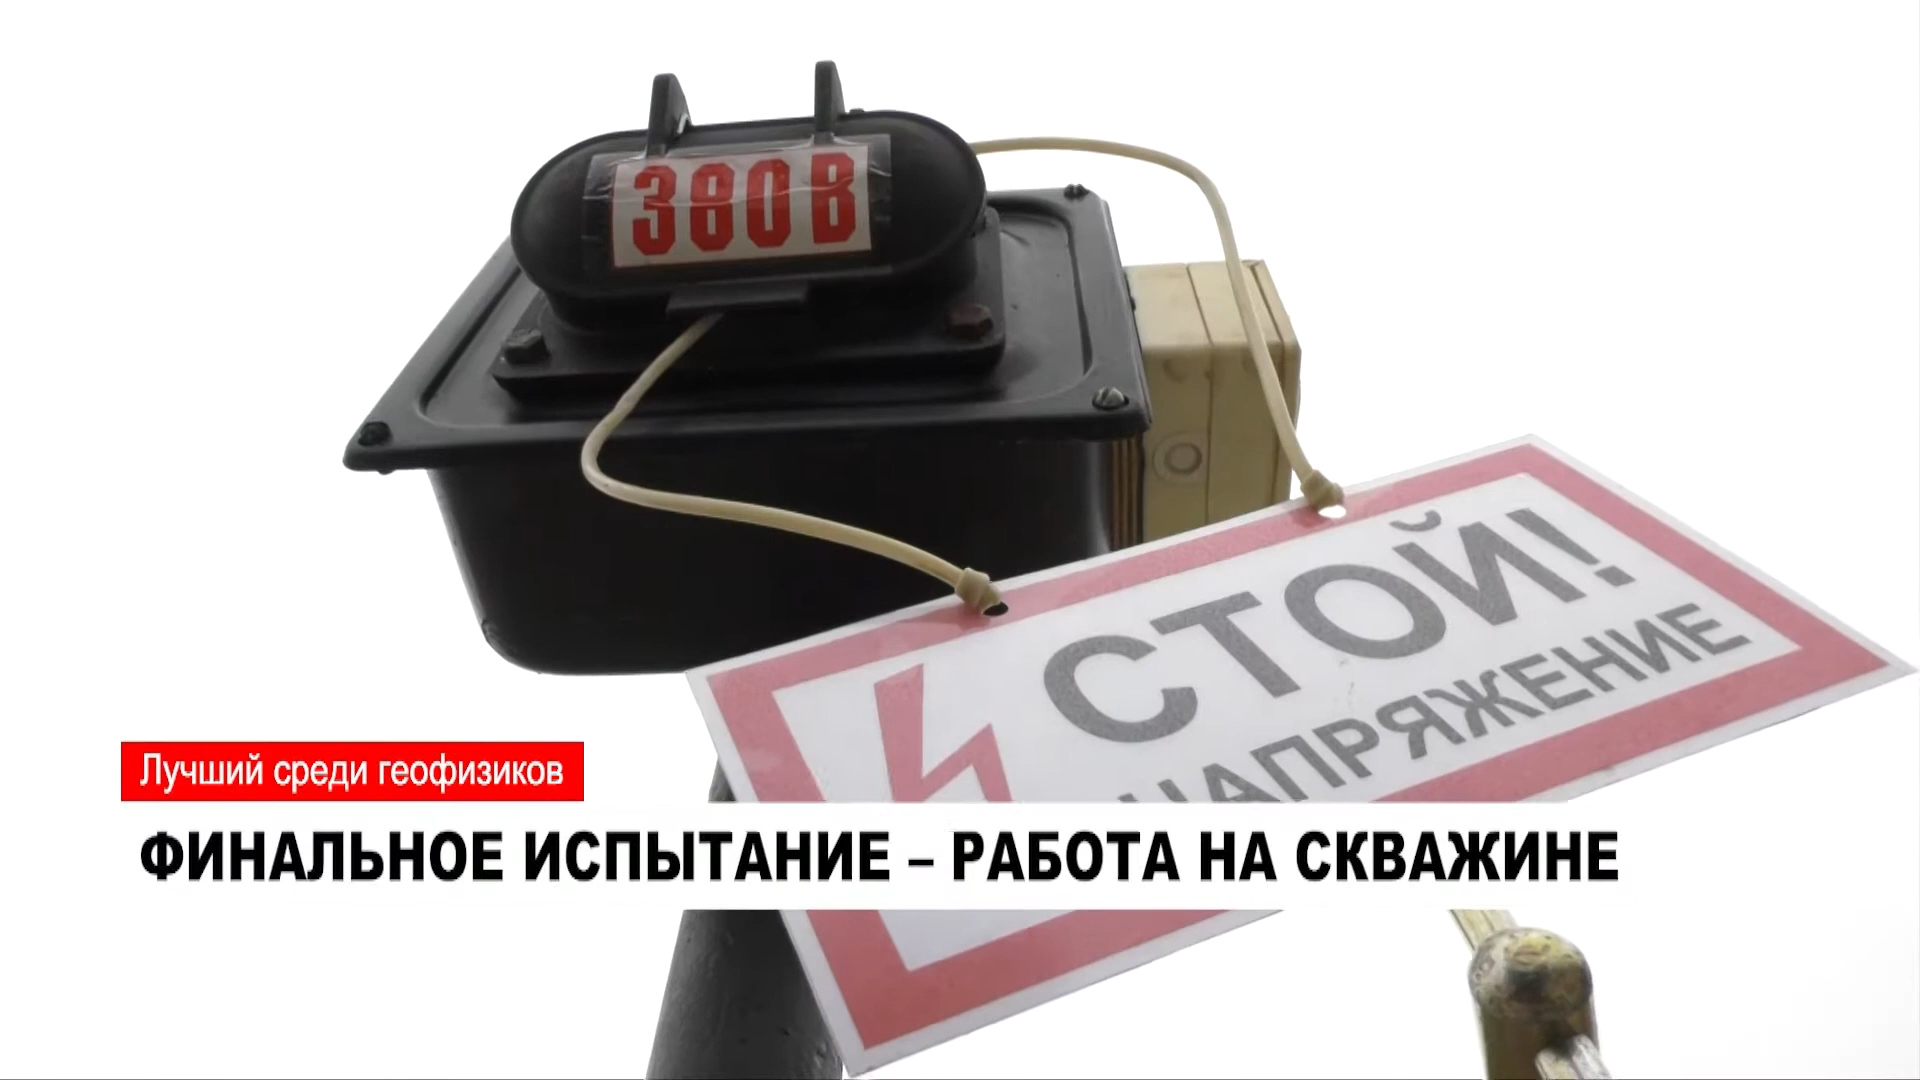 380В
СТОЙ!
НАПРЯЖЕНИЕ
Лучший среди геофизиков
ФИНАЛЬНОЕ ИСПЫТАНИЕ – РАБОТА НА СКВАЖИНЕ